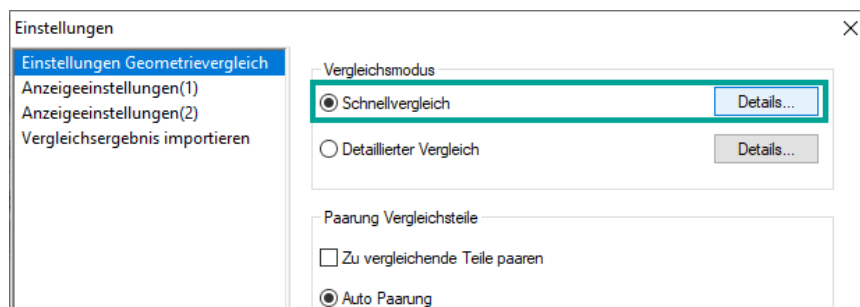 Einstellungen
Einstellungen Geometrievergleich
Anzeigeeinstellungen(1)
Anzeigeeinstellungen(2)
Vergleichsergebnis importieren
Vergleichsmodus
Schnellvergleich Details...
Detaillierter Vergleich Details...
Paarung Vergleichsteile
Zu vergleichende Teile paaren
Auto Paarung